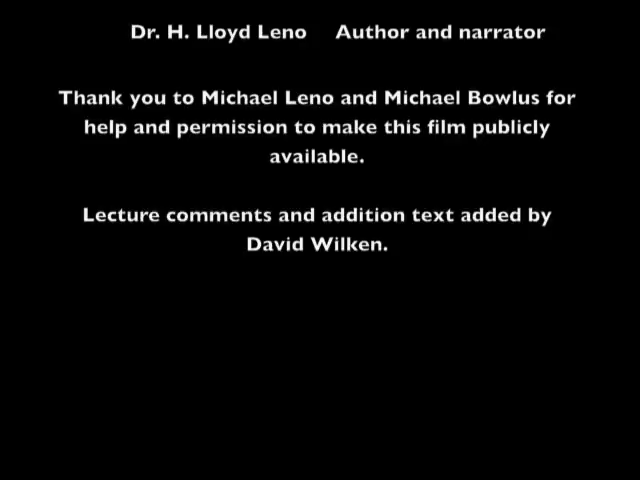 Dr. H. Lloyd Leno Author and narrator
Thank you to Michael Leno and Michael Bowlus for
help and permission to make this film publicly
available.
Lecture comments and addition text added by
David Wilken.